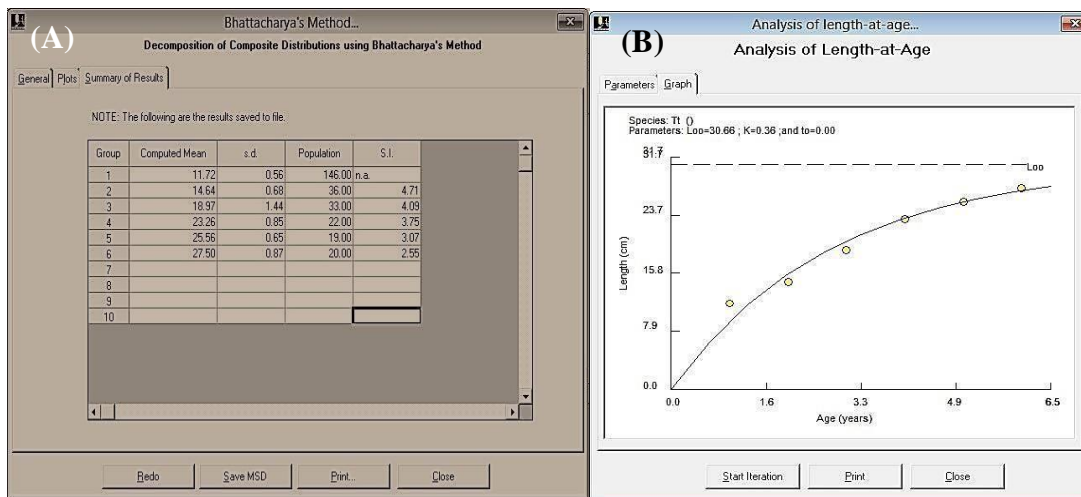 Bhattacharya's Method...
(A)
Decomposition of Composite Distributions using Bhattacharya's Method
General Plots Summary of Results
NOTE: The following are the results saved to file.
Group Computed Mean s.d. Population S.I.
1 11.72 0.56 146.00 n.a.
2 14.64 0.68 36.00 4.71
3 18.97 1.44 33.00 4.09
4 23.26 0.85 22.00 3.75
5 25.56 0.65 19.00 3.07
6 27.50 0.87 20.00 2.55
7
8
9
10
Redo Save MSD Print... Close
Analysis of length-at-age...
(B)
Analysis of Length-at-Age
Parameters Graph
Species: Tt ()
Parameters: Loo=30.66 ; K=0.36 ;and to=0.00
31.7
Loo
23.7
15.8
7.9
0.0
Length (cm)
0.0 1.6 3.3 4.9 6.5
Age (years)
Start Iteration Print Close